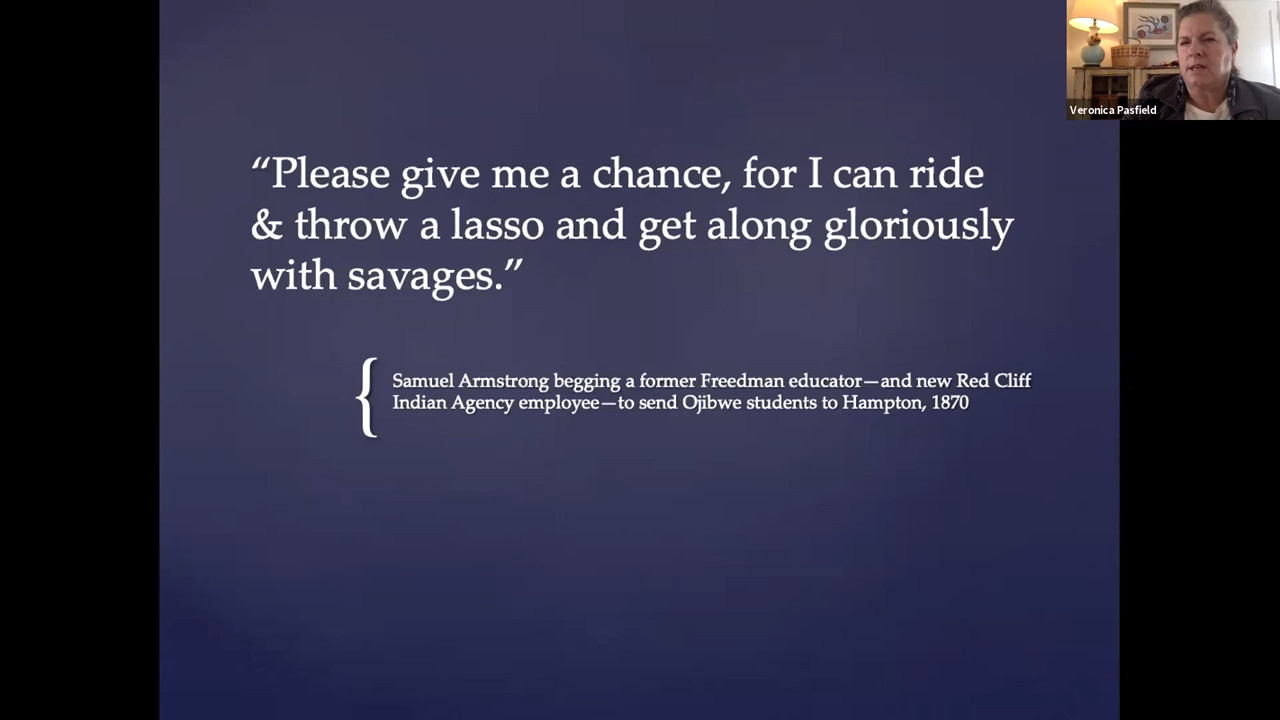 “Please give me a chance, for I can ride
& throw a lasso and get along gloriously
with savages.”
Samuel Armstrong begging a former Freedman educator—and new Red Cliff
Indian Agency employee—to send Ojibwe students to Hampton, 1870
Veronica Pasfield